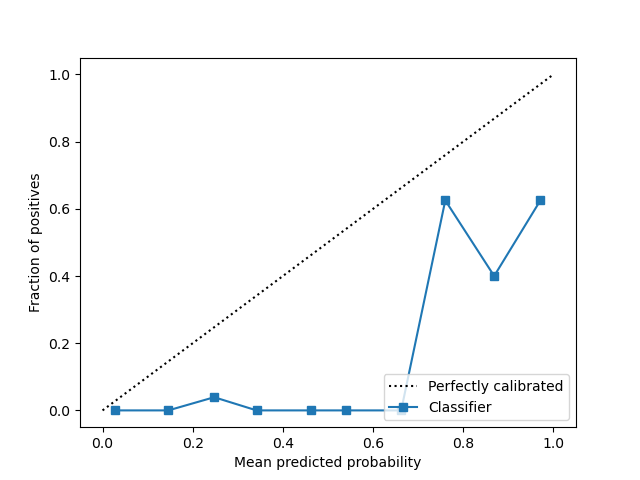 1.0
0.8
0.6
0.4
0.2
0.0
Fraction of positives
0.0 0.2 0.4 0.6 0.8 1.0
Mean predicted probability
Perfectly calibrated
Classifier